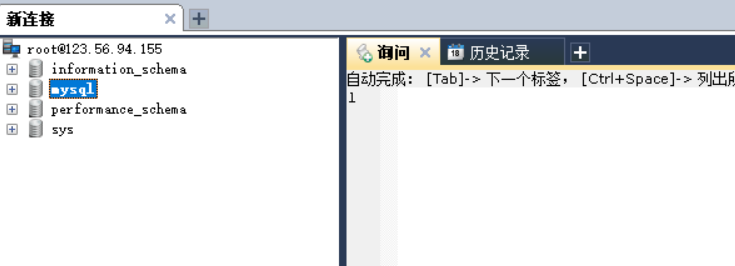 新连接
root@123.56.94.155
information_schema
mysql
performance_schema
sys
询问
18 历史记录
自动完成: [Tab]-> 下一个标签, [Ctrl+Space]-> 列出
1